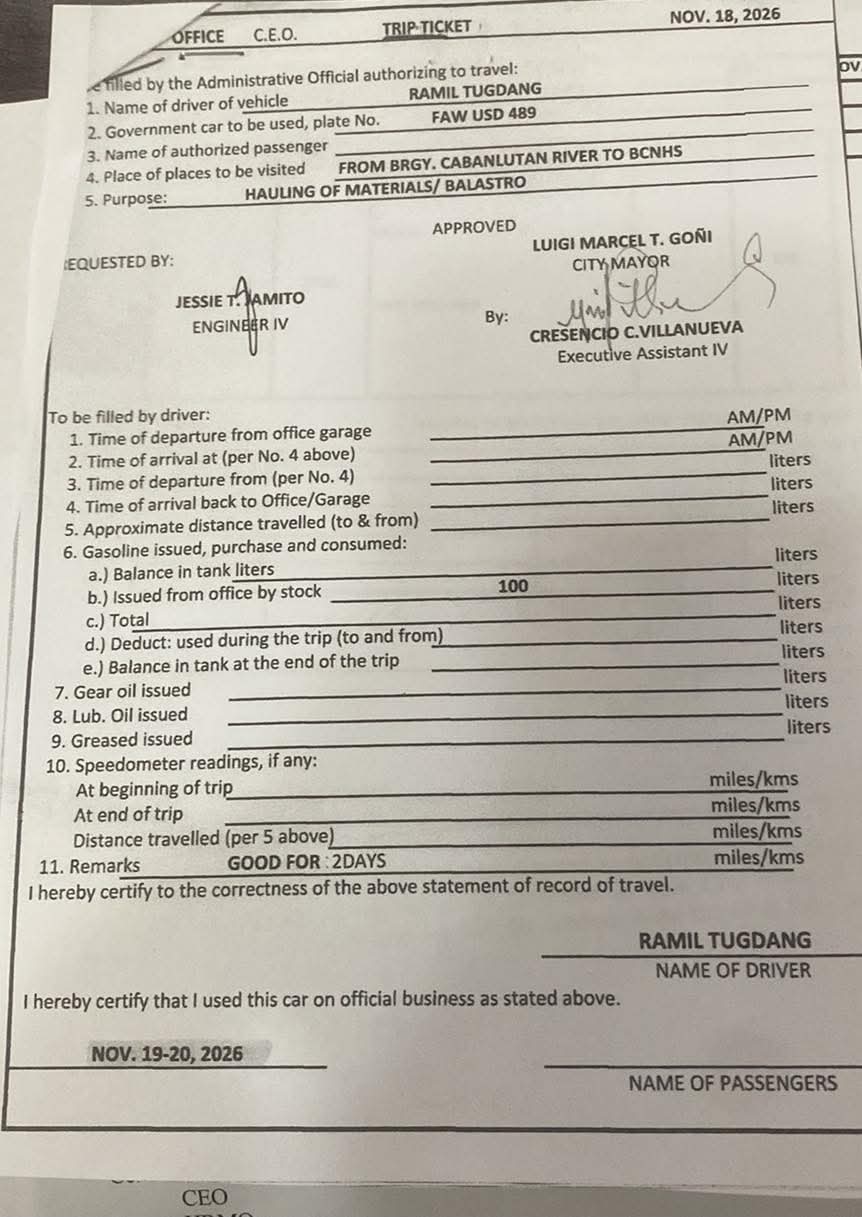 OFFICE C.E.O. TRIP TICKET NOV. 18, 2026
filled by the Administrative Official authorizing to travel:
1. Name of driver of vehicle RAMIL TUGDANG
2. Government car to be used, plate No. FAW USD 489
3. Name of authorized passenger
4. Place of places to be visited FROM BRGY. CABANLUTAN RIVER TO BCNHS
5. Purpose: HAULING OF MATERIALS/ BALASTRO
APPROVED
EQUESTED BY:
LUIGI MARCEL T. GOÑI
CITY MAYOR
JESSIE T. JAMITO
ENGINEER IV
By:
CRESENCIO C.VILLANUEVA
Executive Assistant IV
To be filled by driver:
1. Time of departure from office garage AM/PM
2. Time of arrival at (per No. 4 above) AM/PM
3. Time of departure from (per No. 4) liters
4. Time of arrival back to Office/Garage liters
5. Approximate distance travelled (to & from) liters
6. Gasoline issued, purchase and consumed:
a.) Balance in tank liters liters
b.) Issued from office by stock 100 liters
c.) Total liters
d.) Deduct: used during the trip (to and from) liters
e.) Balance in tank at the end of the trip liters
7. Gear oil issued liters
8. Lub. Oil issued liters
9. Greased issued liters
10. Speedometer readings, if any:
At beginning of trip miles/kms
At end of trip miles/kms
Distance travelled (per 5 above) miles/kms
11. Remarks GOOD FOR : 2DAYS miles/kms
I hereby certify to the correctness of the above statement of record of travel.
RAMIL TUGDANG
NAME OF DRIVER
I hereby certify that I used this car on official business as stated above.
NOV. 19-20, 2026
NAME OF PASSENGERS
CEO